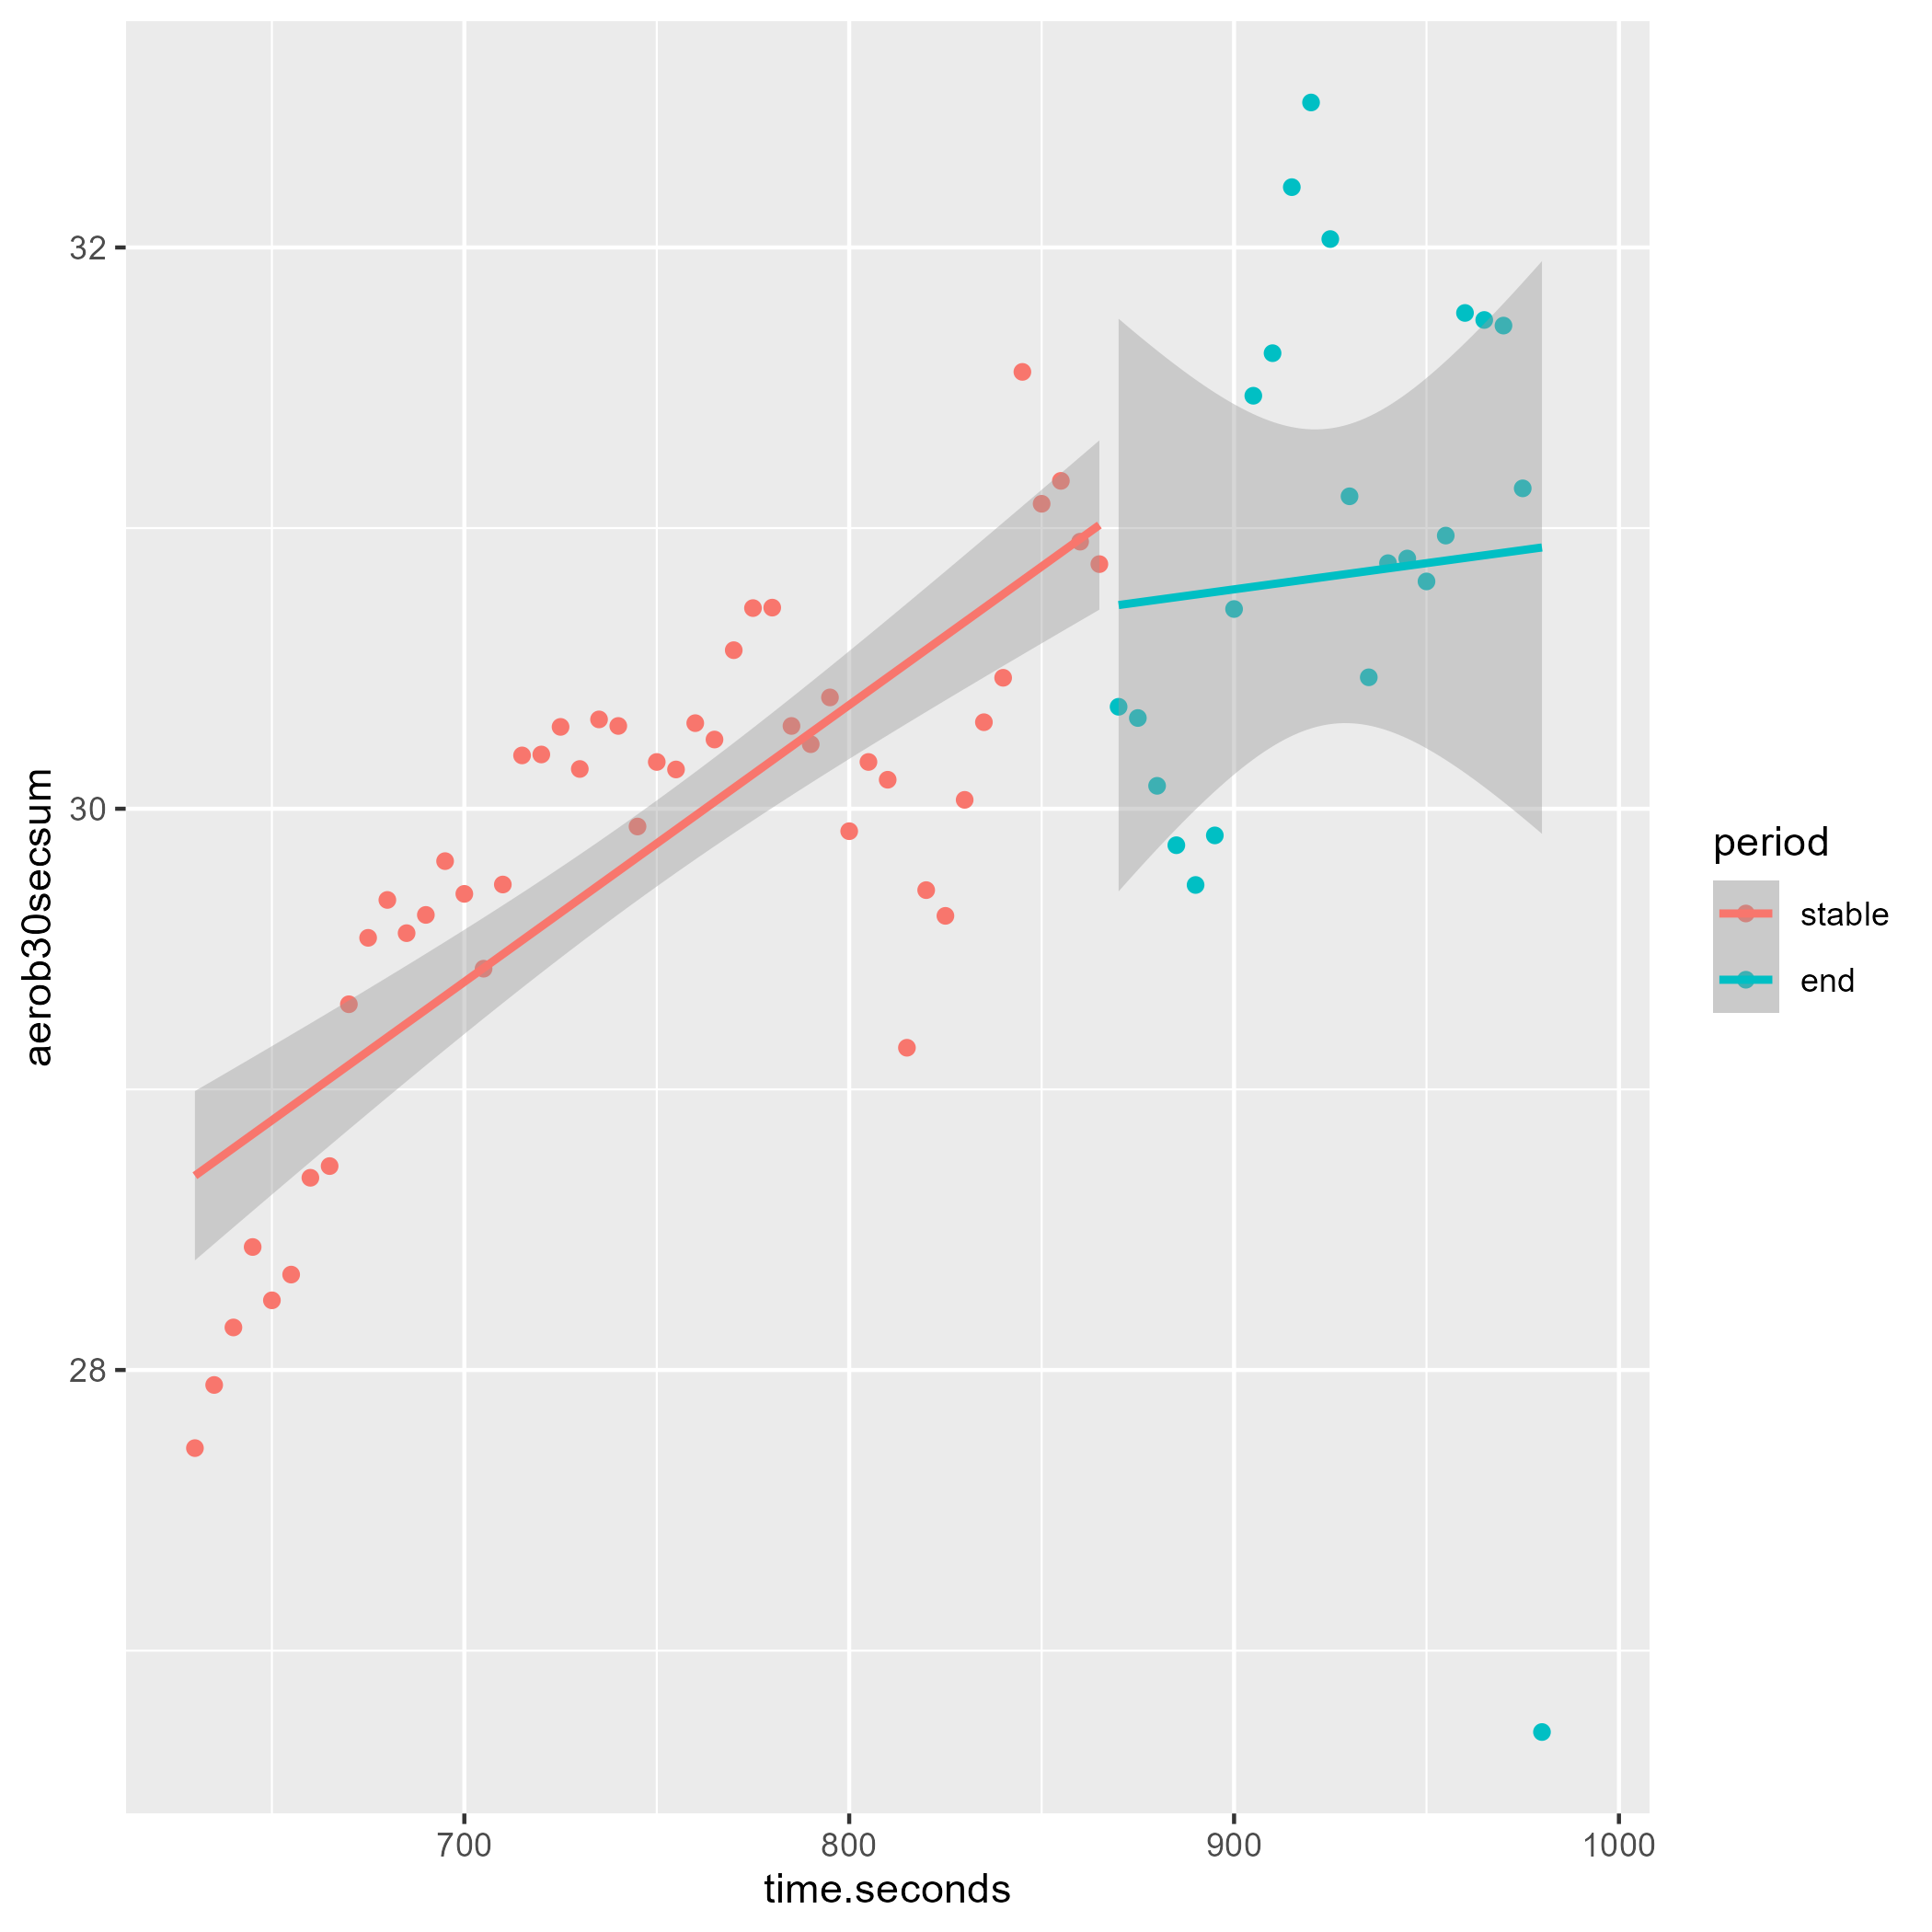 32
30
28
aerob30secsum
700 800 900 1000
time.seconds
period
stable
end